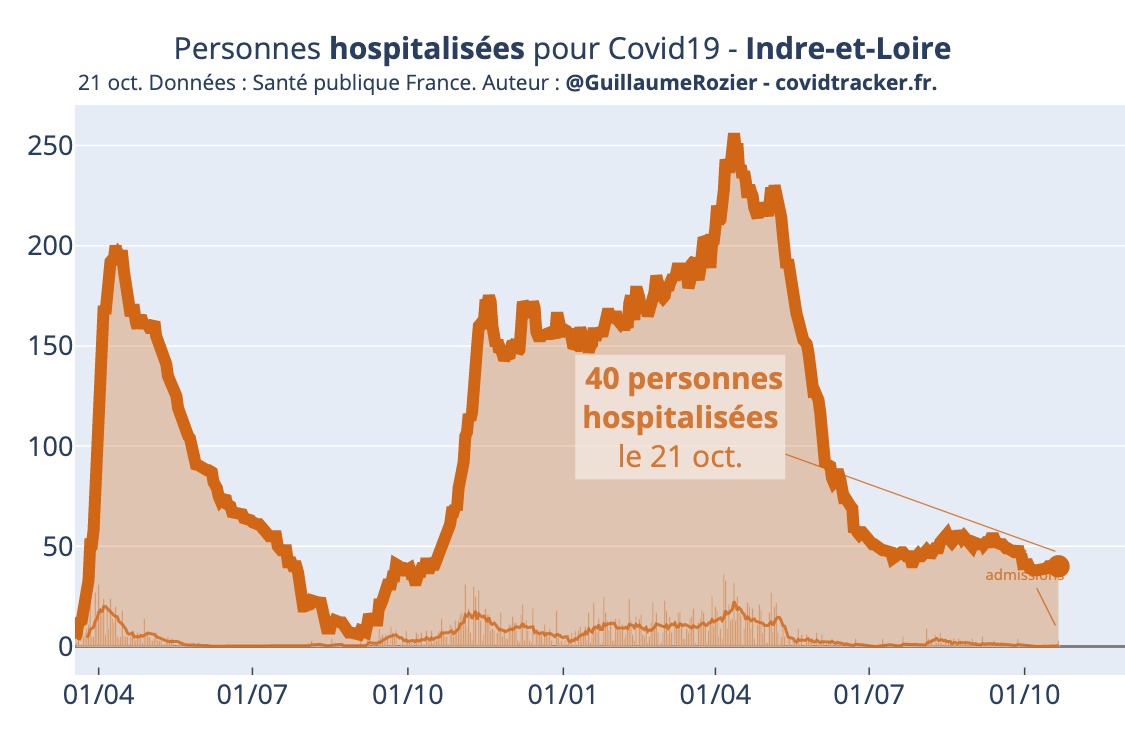 Personnes hospitalisées pour Covid19 - Indre-et-Loire
21 oct. Données : Santé publique France. Auteur : @GuillaumeRozier - covidtracker.fr.
250
200
150
100
50
0
40 personnes
hospitalisées
le 21 oct.
admissions
01/04
01/07
01/10
01/01
01/04
01/07
01/10